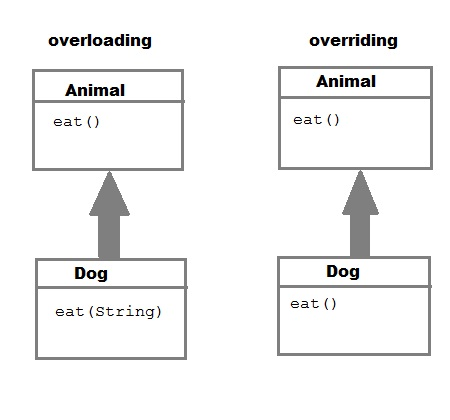 overloading
Animal
eat()
Dog
eat(String)
overriding
Animal
eat()
Dog
eat()